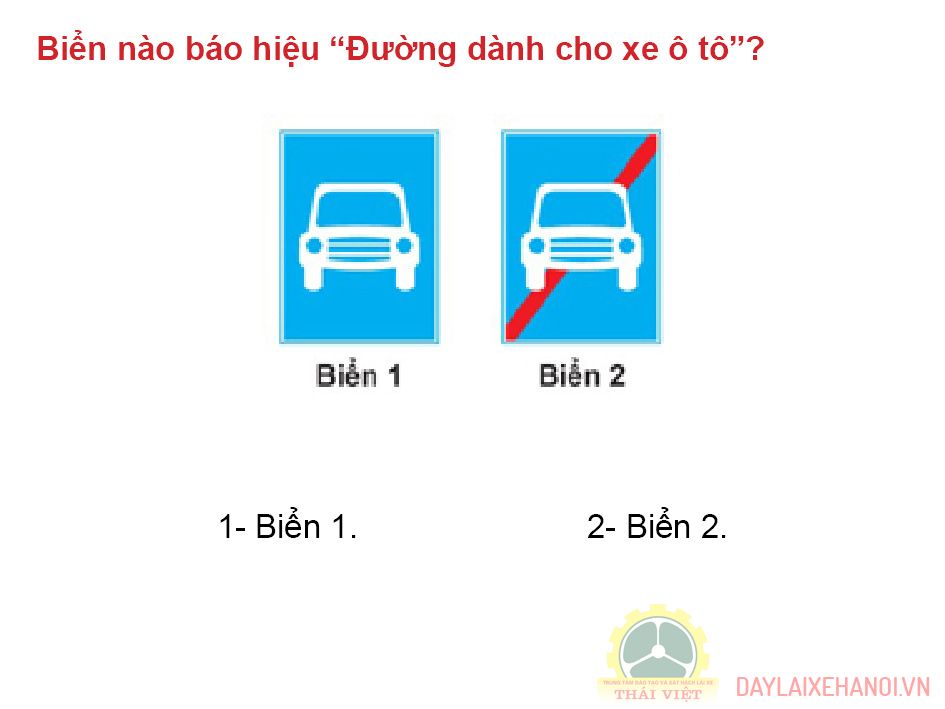 Biển nào báo hiệu “Đường dành cho xe ô tô”?
Biển 1 Biển 2
1- Biển 1. 2- Biển 2.
TRUNG TÂM ĐÀO TẠO VÀ SÁT HẠCH LÁI XE
THÁI VIỆT
DAYLAIXEHANOI.VN